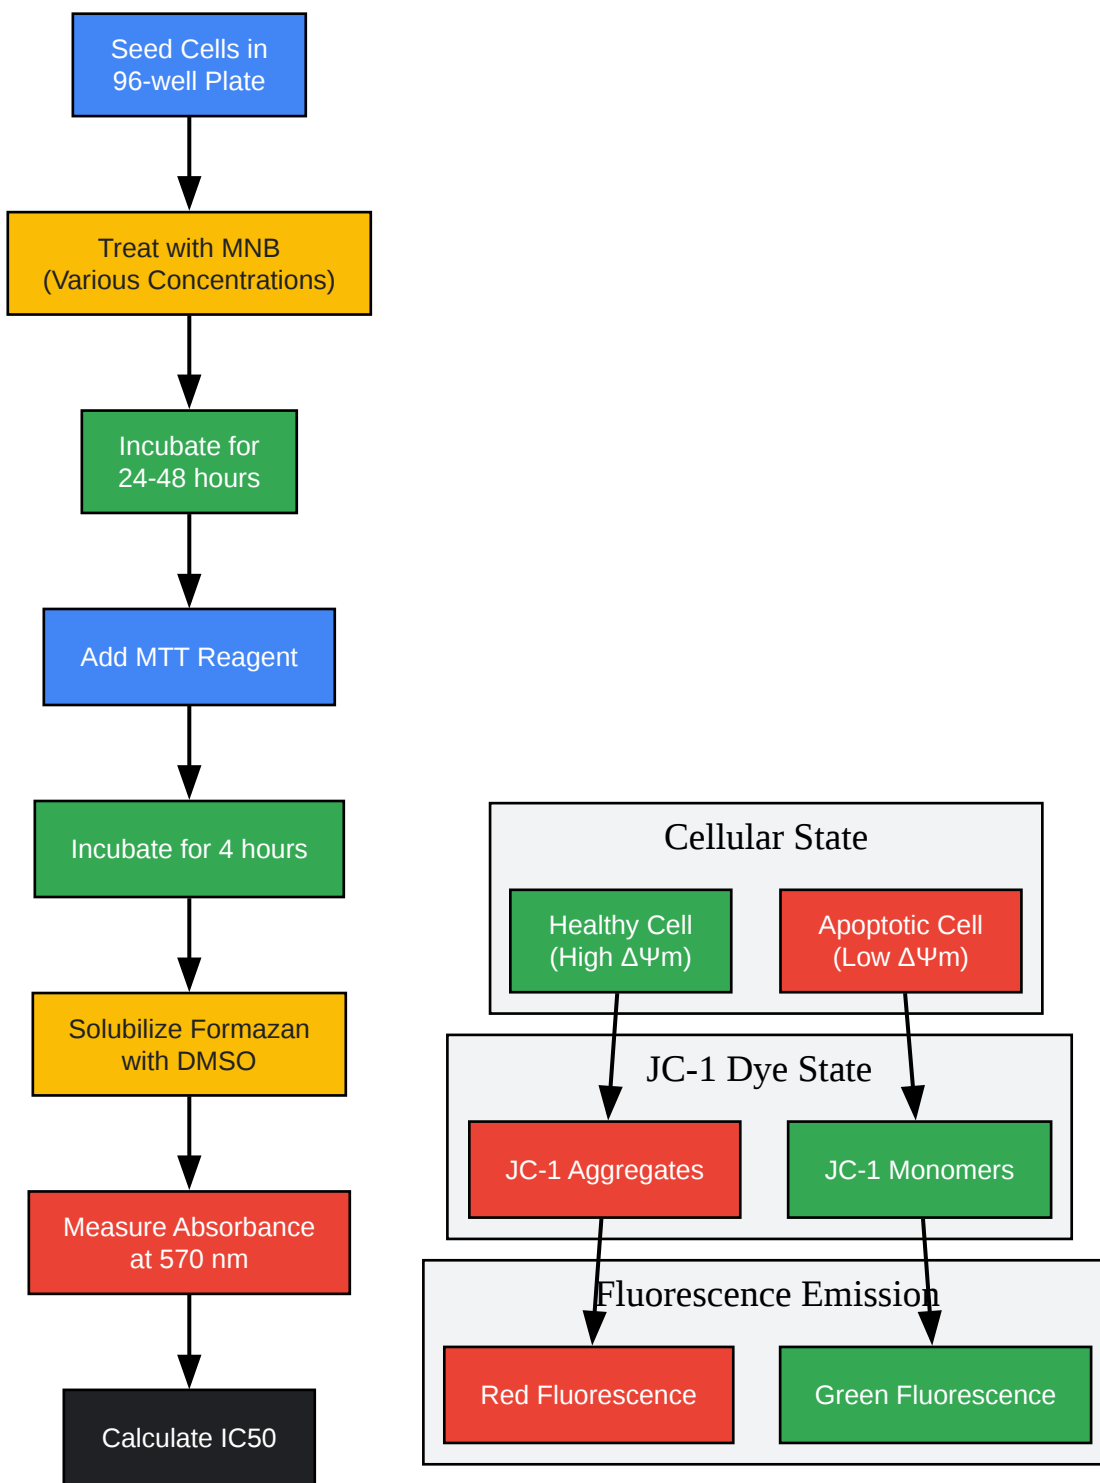 Seed Cells in
96-well Plate
Treat with MNB
(Various Concentrations)
Incubate for
24-48 hours
Add MTT Reagent
Incubate for 4 hours
Solubilize Formazan
with DMSO
Measure Absorbance
at 570 nm
Calculate IC50
Cellular State
Healthy Cell
(High ΔΨm)
Apoptotic Cell
(Low ΔΨm)
JC-1 Dye State
JC-1 Aggregates
JC-1 Monomers
Fluorescence Emission
Red Fluorescence
Green Fluorescence